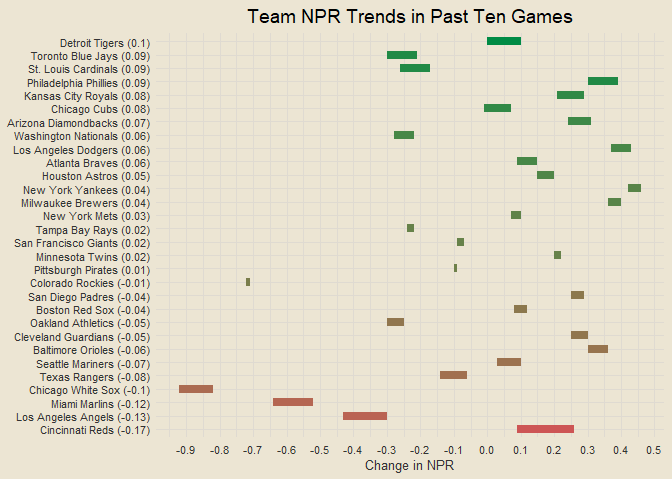 Team NPR Trends in Past Ten Games
Detroit Tigers (0.1)
Toronto Blue Jays (0.09)
St. Louis Cardinals (0.09)
Philadelphia Phillies (0.09)
Kansas City Royals (0.08)
Chicago Cubs (0.08)
Arizona Diamondbacks (0.07)
Washington Nationals (0.06)
Los Angeles Dodgers (0.06)
Atlanta Braves (0.06)
Houston Astros (0.05)
New York Yankees (0.04)
Milwaukee Brewers (0.04)
New York Mets (0.03)
Tampa Bay Rays (0.02)
San Francisco Giants (0.02)
Minnesota Twins (0.02)
Pittsburgh Pirates (0.01)
Colorado Rockies (-0.01)
San Diego Padres (-0.04)
Boston Red Sox (-0.04)
Oakland Athletics (-0.05)
Cleveland Guardians (-0.05)
Baltimore Orioles (-0.06)
Seattle Mariners (-0.07)
Texas Rangers (-0.08)
Chicago White Sox (-0.1)
Miami Marlins (-0.12)
Los Angeles Angels (-0.13)
Cincinnati Reds (-0.17)
-0.9 -0.8 -0.7 -0.6 -0.5 -0.4 -0.3 -0.2 -0.1 0.0 0.1 0.2 0.3 0.4 0.5
Change in NPR